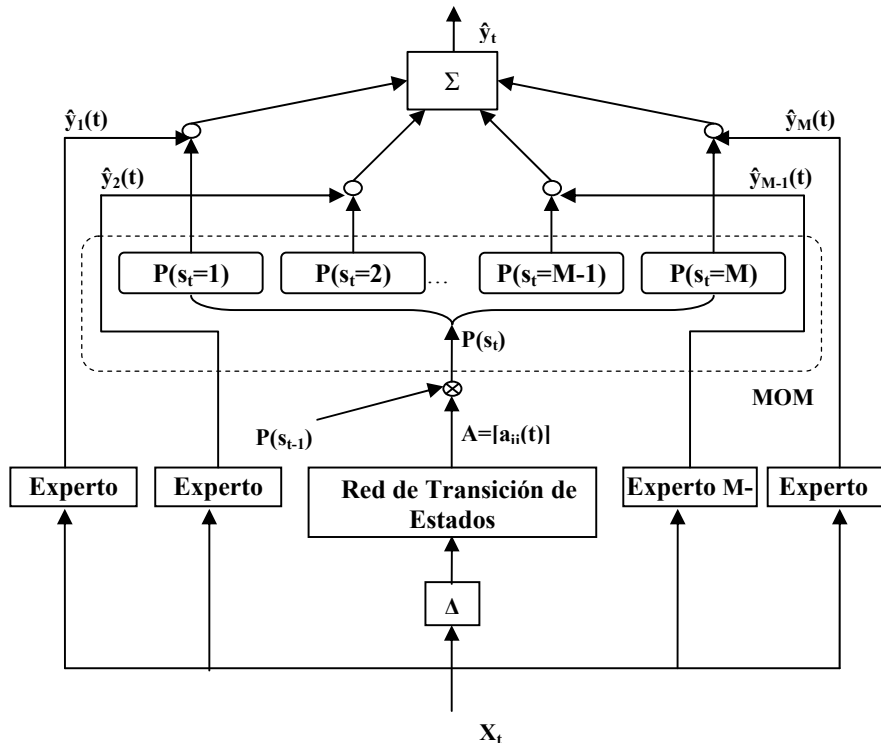 ŷt
Σ
ŷ1(t)
ŷM(t)
ŷ2(t)
ŷM-1(t)
P(st=1)
P(st=2)
...
P(st=M-1)
P(st=M)
P(st)
MOM
P(st-1)
A=[aij(t)]
Experto
Experto
Red de Transición de
Estados
Experto M-
Experto
Δ
Xt